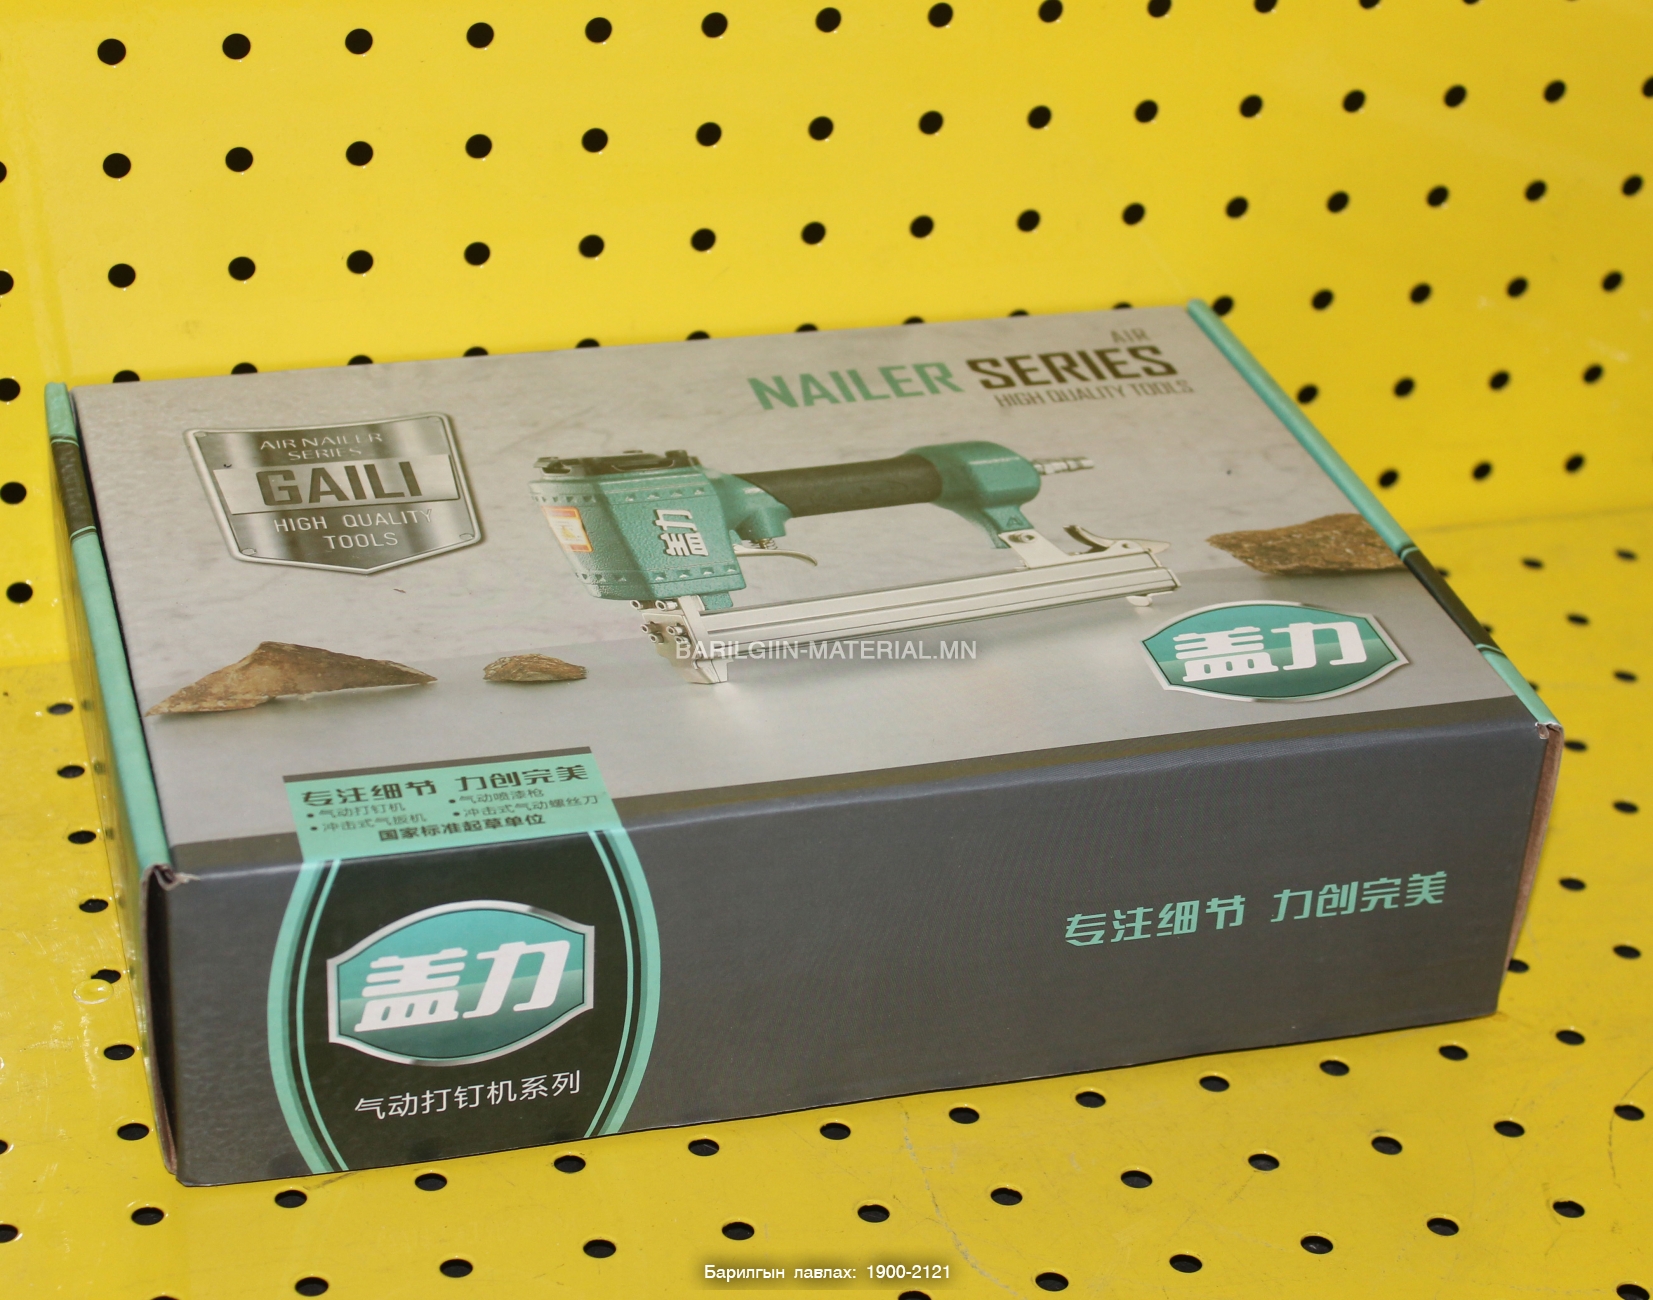 AIR
NAILER SERIES
HIGH QUALITY TOOLS
AIR NAILER
SERIES
GAILI
HIGH QUALITY
TOOLS
盖力
BARILGIIN-MATERIAL.MN
盖力
专注细节 力创完美
• 气动打钉机 • 气动喷漆枪
• 冲击式气扳机 • 冲击式气动螺丝刀
国家标准起草单位
盖力
气动打钉机系列
专注细节 力创完美
Барилгын лавлах: 1900-2121